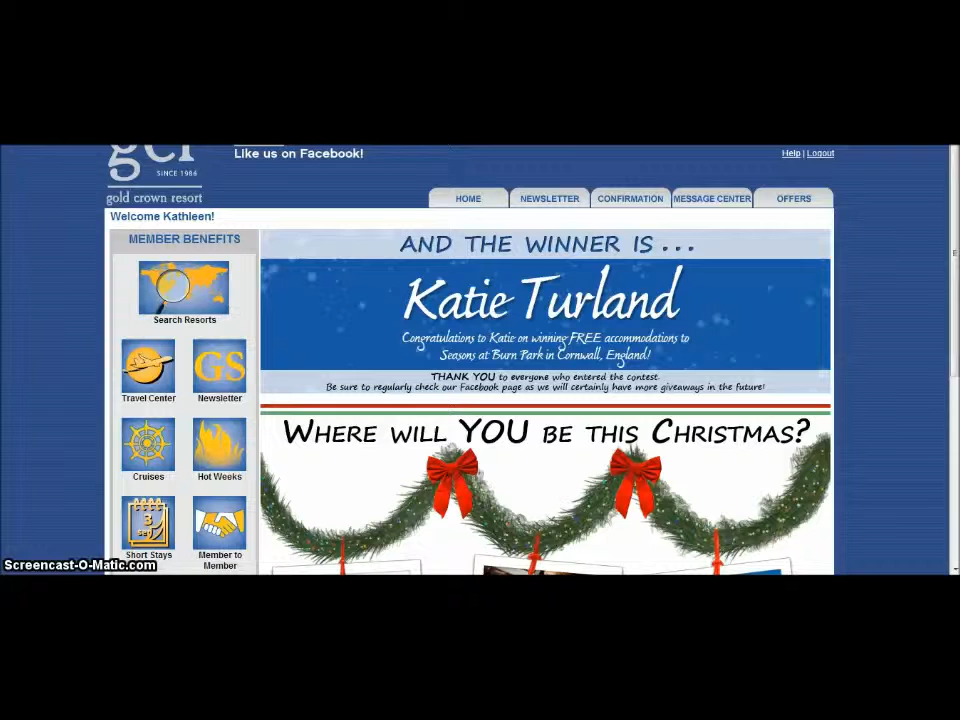 gcr
SINCE 1986
gold crown resort
Like us on Facebook!
Help | Logout
HOME
NEWSLETTER
CONFIRMATION
MESSAGE CENTER
OFFERS
Welcome Kathleen!
MEMBER BENEFITS
Search Resorts
Travel Center
GS
Newsletter
Cruises
Hot Weeks
3
Short Stays
Member to
Member
AND THE WINNER IS ...
Katie Turland
Congratulations to Katie on winning FREE accommodations to
Seasons at Burn Park in Cornwall, England!
THANK YOU to everyone who entered the contest.
Be sure to regularly check our Facebook page as we will certainly have more giveaways in the future!
WHERE WILL YOU BE THIS CHRISTMAS?
Screencast-O-Matic.com